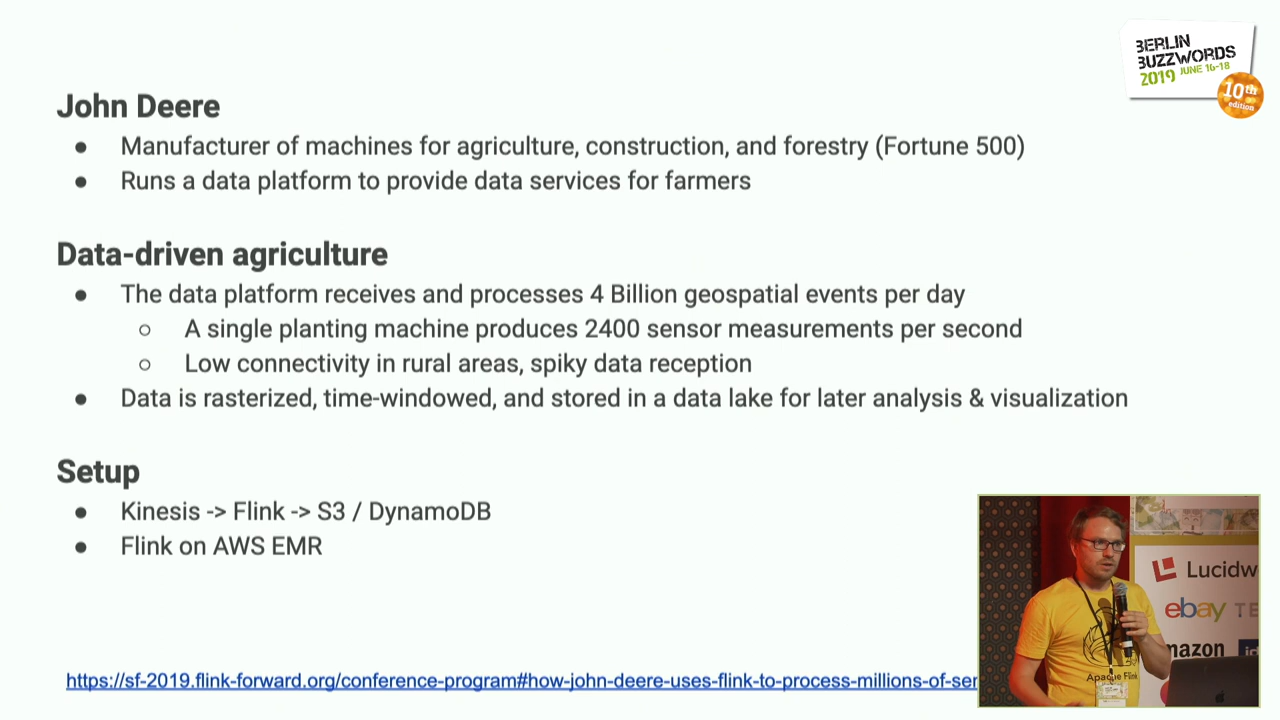 BERLIN
BUZZWORDS
2019 JUNE 16-18
10th
edition
John Deere
● Manufacturer of machines for agriculture, construction, and forestry (Fortune 500)
● Runs a data platform to provide data services for farmers
Data-driven agriculture
● The data platform receives and processes 4 Billion geospatial events per day
○ A single planting machine produces 2400 sensor measurements per second
○ Low connectivity in rural areas, spiky data reception
● Data is rasterized, time-windowed, and stored in a data lake for later analysis & visualization
Setup
● Kinesis -> Flink -> S3 / DynamoDB
● Flink on AWS EMR
https://sf-2019.flink-forward.org/conference-program#how-john-deere-uses-flink-to-process-millions-of-ser
Lucidw
ebay TE
mazon id
Apache Flink